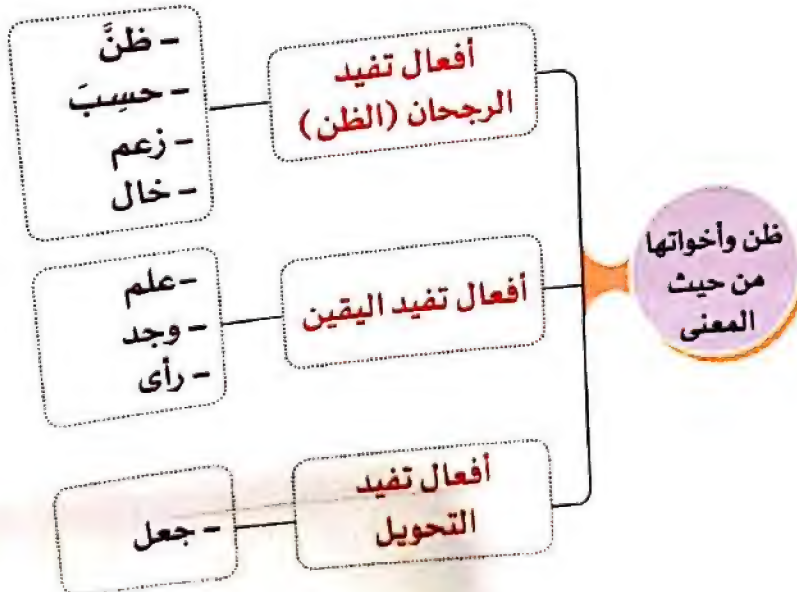 ظن وأخواتها
من حيث
المعنى
أفعال تفيد
الرجحان (الظن)
- ظنَّ
- حسِبَ
- زعم
- خال
أفعال تفيد اليقين
- علم
- وجد
- رأى
أفعال تفيد
التحويل
- جعل